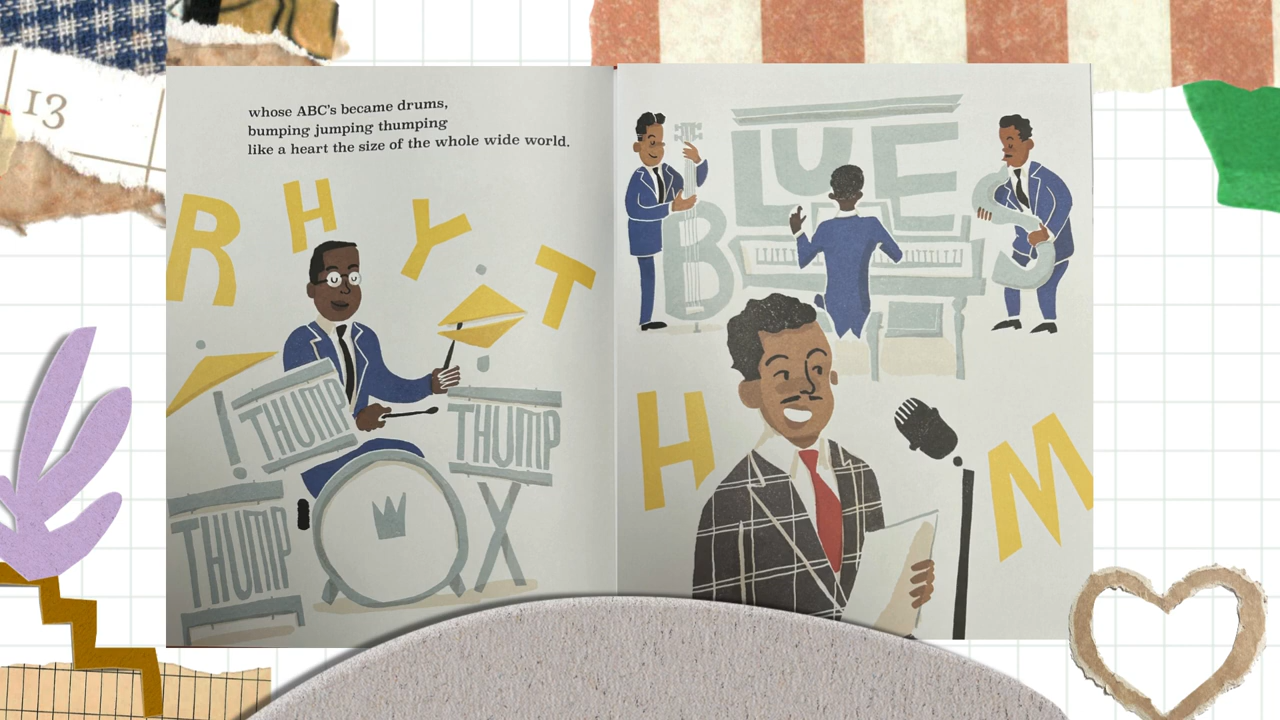 13
whose ABC's became drums,
bumping jumping thumping
like a heart the size of the whole wide world.
RHYTHM
BLUES
! THUMP
THUMP
THUMP